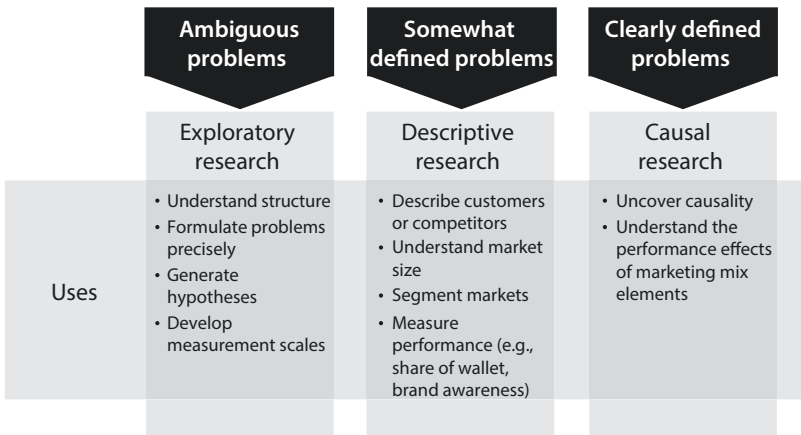 Ambiguous
problems
Somewhat
defined problems
Clearly defined
problems
Exploratory
research
Descriptive
research
Causal
research
Uses
• Understand structure
• Formulate problems
precisely
• Generate
hypotheses
• Develop
measurement scales
• Describe customers
or competitors
• Understand market
size
• Segment markets
• Measure
performance (e.g.,
share of wallet,
brand awareness)
• Uncover causality
• Understand the
performance effects
of marketing mix
elements